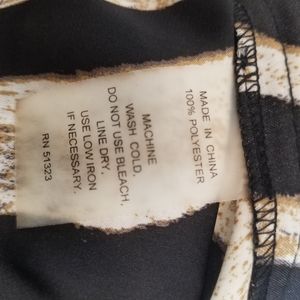 MADE IN CHINA
100% POLYESTER
MACHINE
WASH COLD,
DO NOT USE BLEACH,
LINE DRY,
USE LOW IRON
IF NECESSARY.
RN 51323